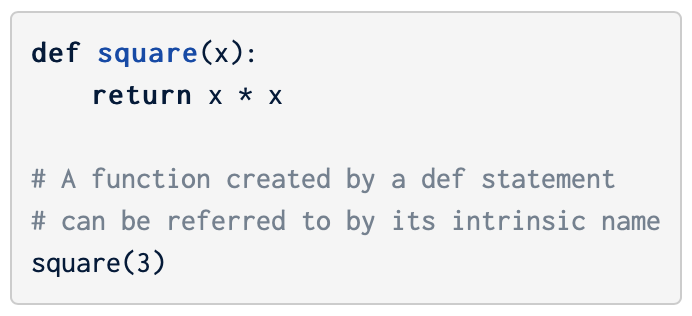 def square(x):
    return x * x
# A function created by a def statement
# can be referred to by its intrinsic name
square(3)